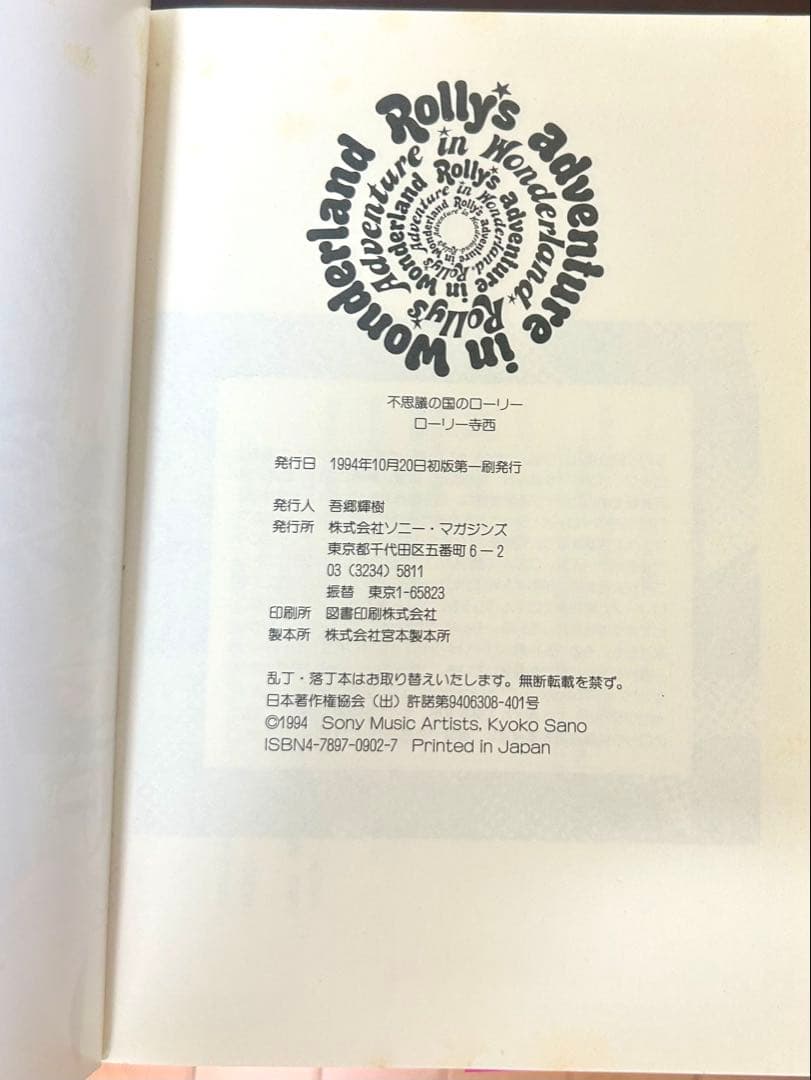 Rolly's adventure in Wonderland
Rolly's Adventure in Wonderland.
Rolly's adventure in Wonderland
Rolly's Adventure in Wonderland.
Rolly's adventure in Wonderland
不思議の国のローリー
ローリー寺西
発行日 1994年10月20日初版第一刷発行
発行人 吾郷輝樹
発行所 株式会社ソニー・マガジンズ
東京都千代田区五番町6－2
03（3234）5811
振替 東京1-65823
印刷所 図書印刷株式会社
製本所 株式会社宮本製本所
乱丁・落丁本はお取り替えいたします。無断転載を禁ず。
日本著作権協会（出）許諾第9406308-401号
©1994 Sony Music Artists, Kyoko Sano
ISBN4-7897-0902-7 Printed in Japan